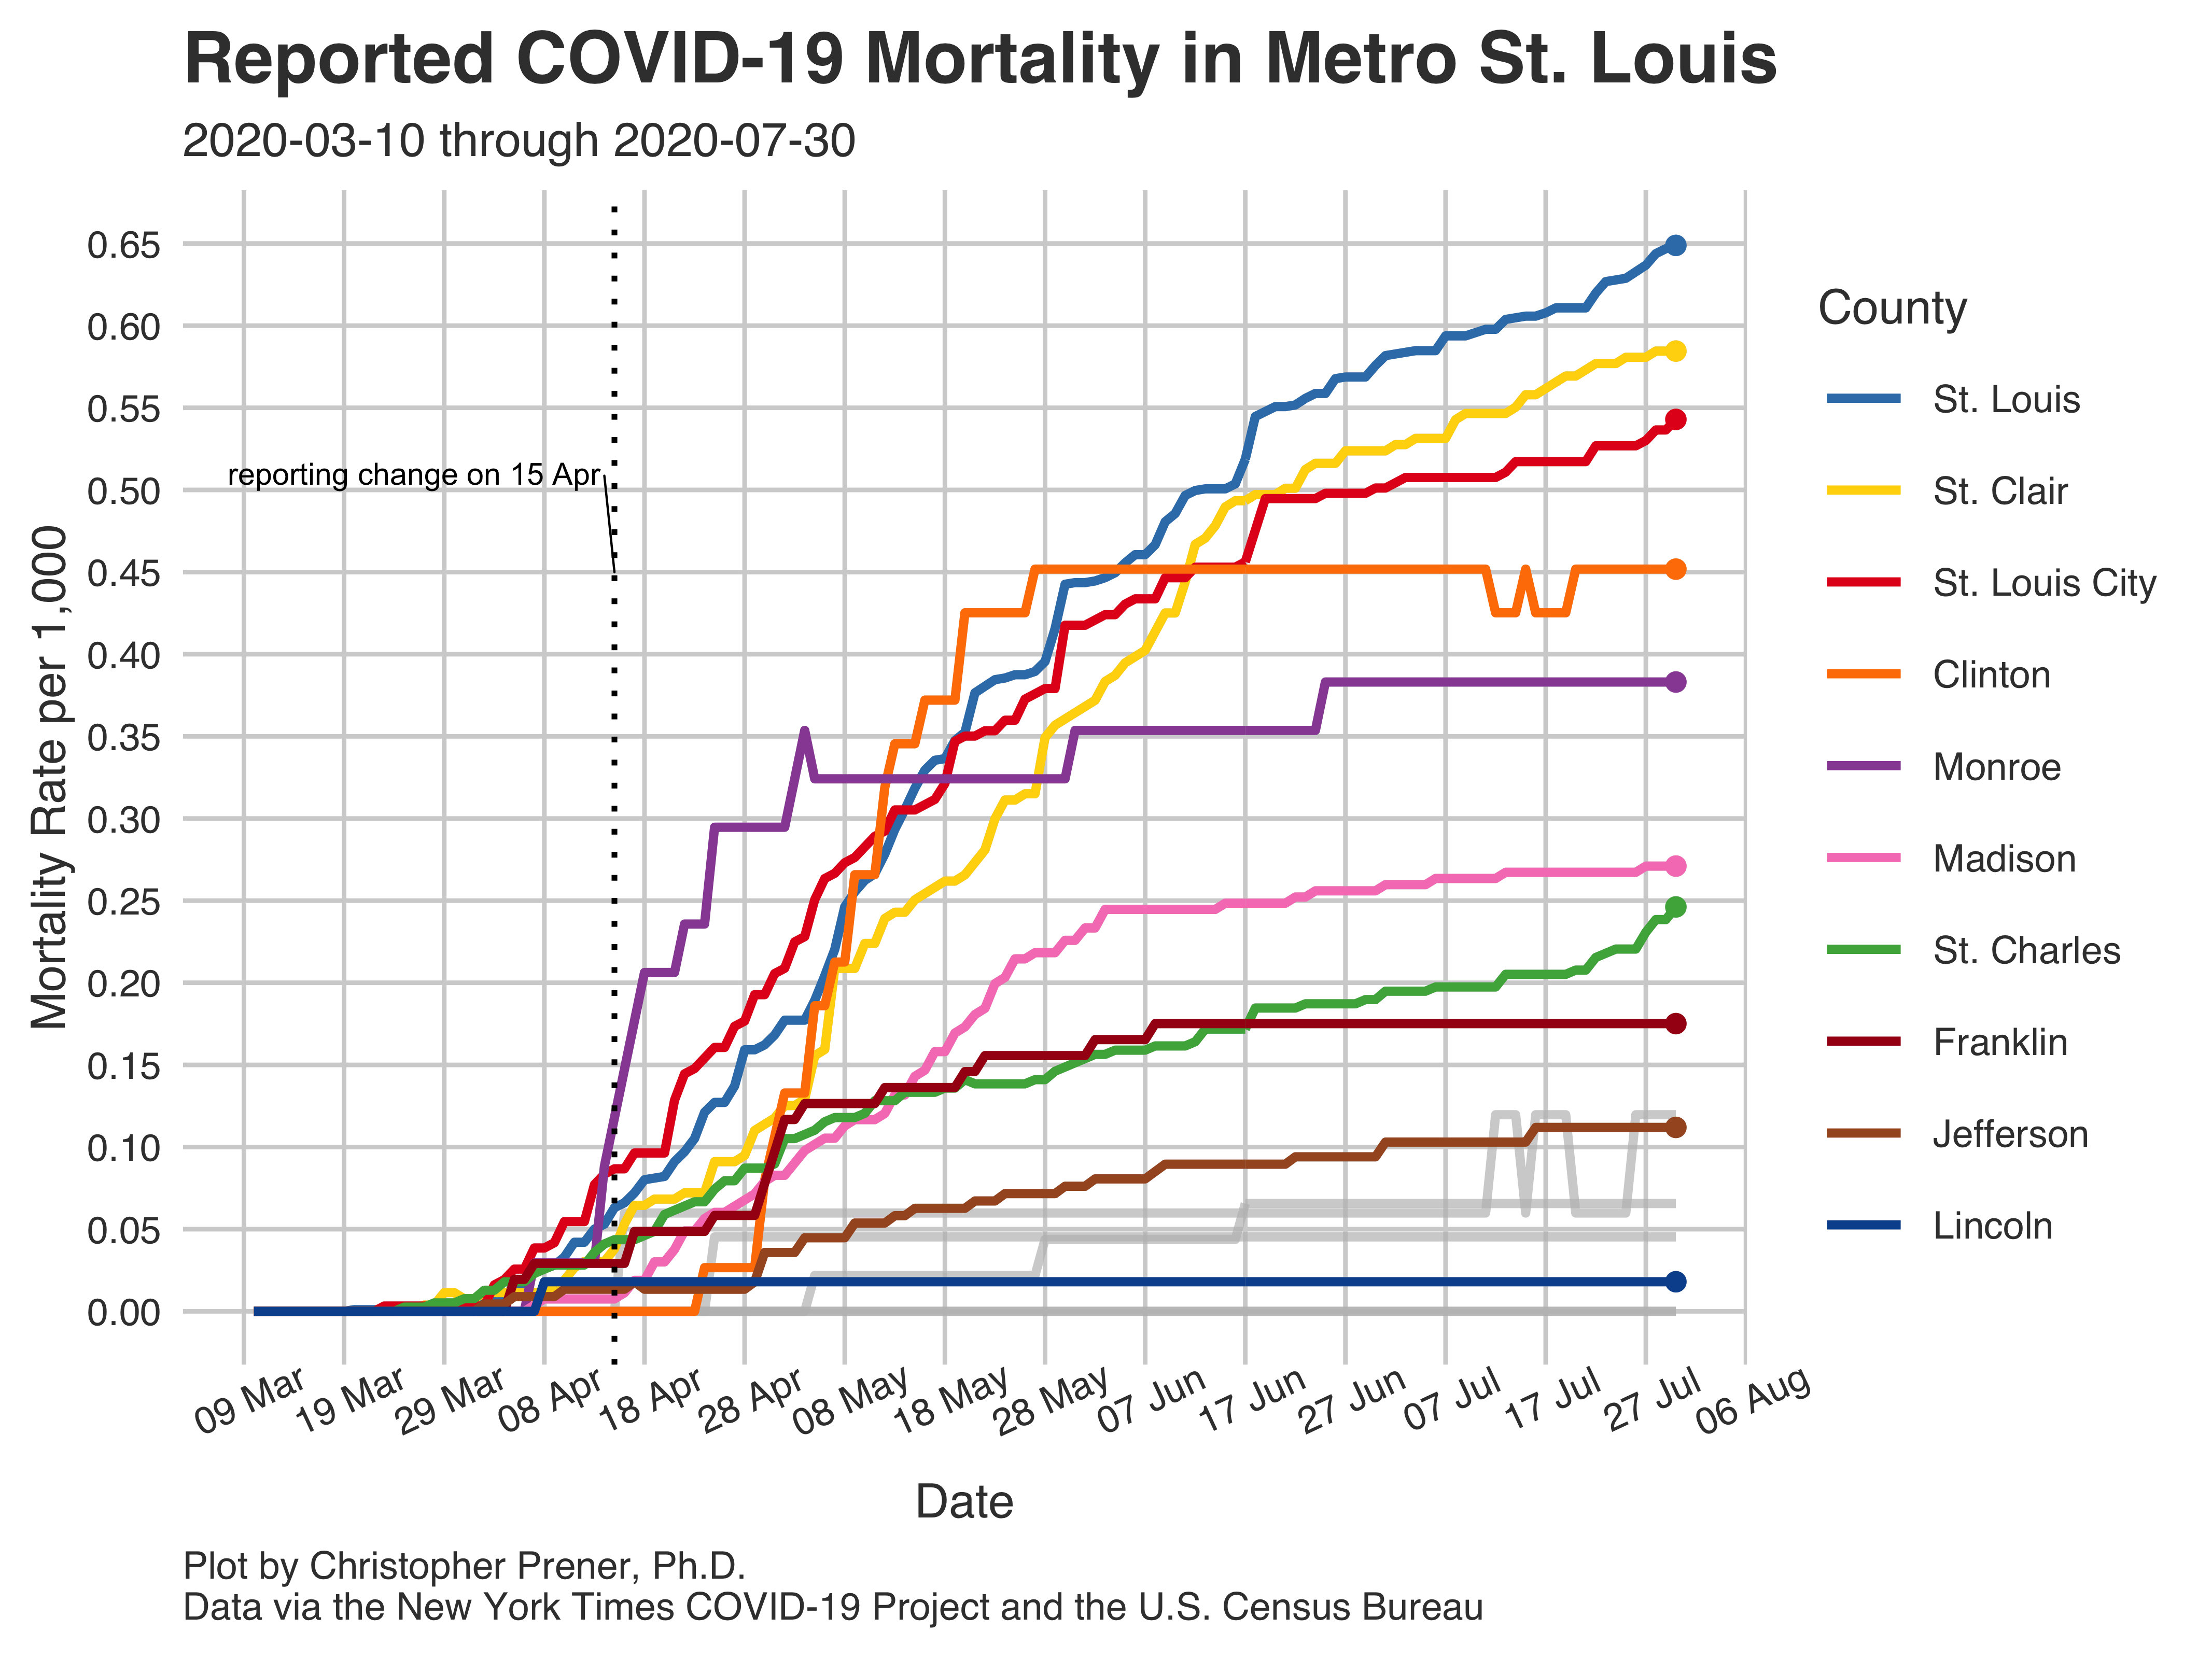 Reported COVID-19 Mortality in Metro St. Louis
2020-03-10 through 2020-07-30
0.65
0.60
0.55
0.50
0.45
0.40
0.35
0.30
0.25
0.20
0.15
0.10
0.05
0.00
Mortality Rate per 1,000
reporting change on 15 Apr
09 Mar
19 Mar
29 Mar
08 Apr
18 Apr
28 Apr
08 May
18 May
28 May
07 Jun
17 Jun
27 Jun
07 Jul
17 Jul
27 Jul
06 Aug
Date
County
St. Louis
St. Clair
St. Louis City
Clinton
Monroe
Madison
St. Charles
Franklin
Jefferson
Lincoln
Plot by Christopher Prener, Ph.D.
Data via the New York Times COVID-19 Project and the U.S. Census Bureau